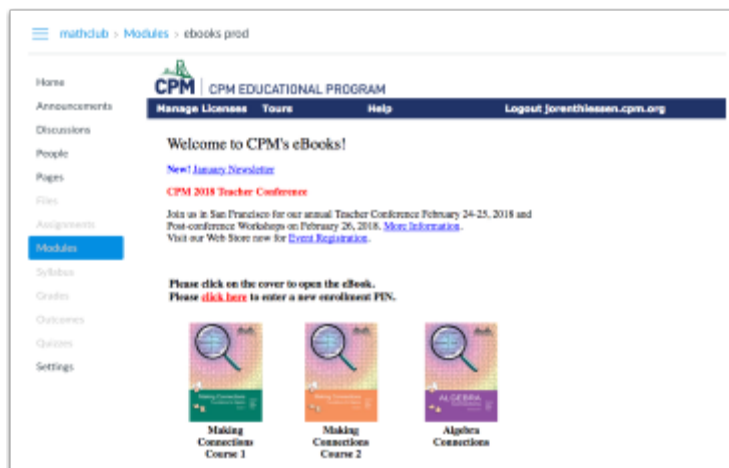 mathclub > Modules > ebooks prod
Home
Announcements
Discussions
People
Pages
Files
Assignments
Modules
Syllabus
Grades
Outcomes
Quizzes
Settings
CPM CPM EDUCATIONAL PROGRAM
Manage Licenses Tours Help Logout jorenthiessen.cpm.org
Welcome to CPM's eBooks!
New! January Newsletter
CPM 2018 Teacher Conference
Join us in San Francisco for our annual Teacher Conference February 24-25, 2018 and
Post-conference Workshops on February 26, 2018. More Information.
Visit our Web Store now for Event Registration.
Please click on the cover to open the eBook.
Please click here to enter a new enrollment PIN.
Making Connections
Making Connections
ALGEBRA
Making
Connections
Course 1
Making
Connections
Course 2
Algebra
Connections